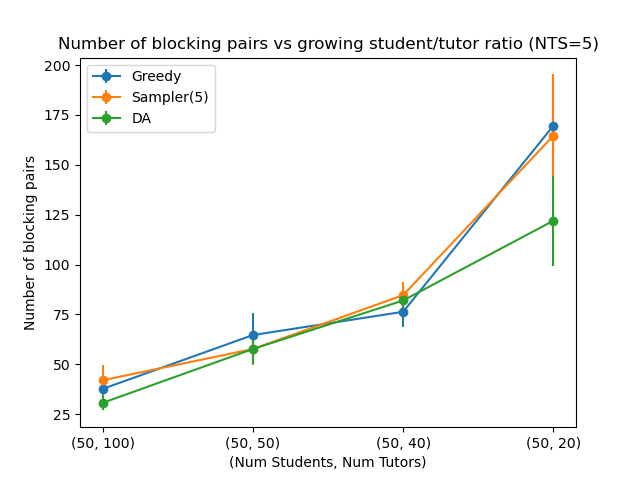 Number of blocking pairs vs growing student/tutor ratio (NTS=5)
200
175
150
125
100
75
50
25
Number of blocking pairs
Greedy
Sampler(5)
DA
(50, 100)
(50, 50)
(50, 40)
(50, 20)
(Num Students, Num Tutors)